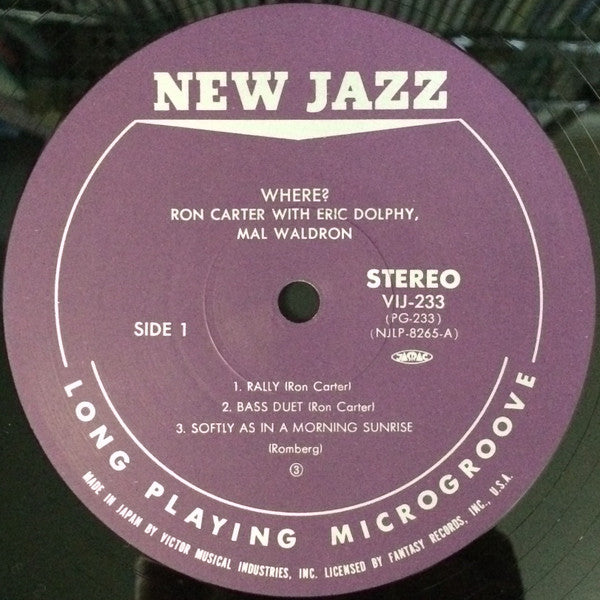 NEW JAZZ
WHERE?
RON CARTER WITH ERIC DOLPHY,
MAL WALDRON
STEREO
VIJ-233
(PG-233)
(NJLP-8265-A)
SIDE 1
JASRAC
1. RALLY (Ron Carter)
2. BASS DUET (Ron Carter)
3. SOFTLY AS IN A MORNING SUNRISE
(Romberg)
③
LONG PLAYING MICROGROOVE
MADE IN JAPAN BY VICTOR MUSICAL INDUSTRIES, INC. LICENSED BY FANTASY RECORDS, INC., U.S.A.